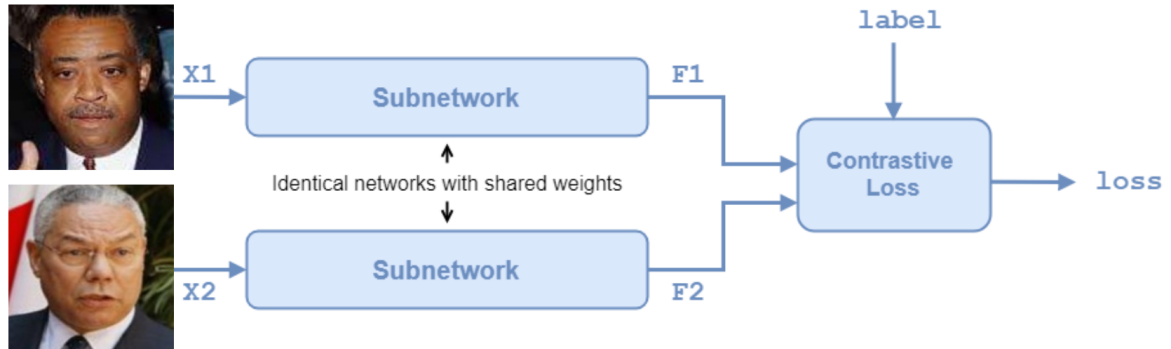 label
X1
Subnetwork
F1
Identical networks with shared weights
Contrastive
Loss
loss
X2
Subnetwork
F2